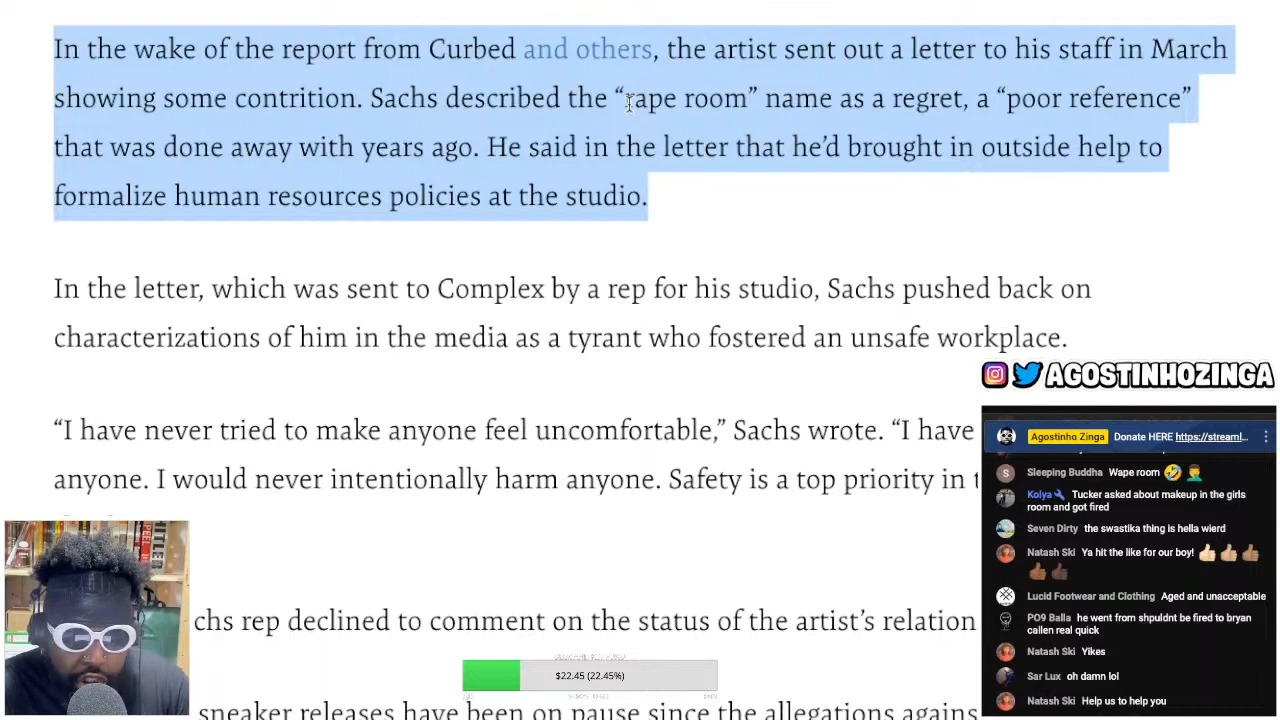 In the wake of the report from Curbed and others, the artist sent out a letter to his staff in March
showing some contrition. Sachs described the “rape room” name as a regret, a “poor reference”
that was done away with years ago. He said in the letter that he’d brought in outside help to
formalize human resources policies at the studio.
In the letter, which was sent to Complex by a rep for his studio, Sachs pushed back on
characterizations of him in the media as a tyrant who fostered an unsafe workplace.
“I have never tried to make anyone feel uncomfortable,” Sachs wrote. “I have
anyone. I would never intentionally harm anyone. Safety is a top priority in t
chs rep declined to comment on the status of the artist’s relation
sneaker releases have been on pause since the allegations agains
AGOSTINHOZINGA
Agostinho Zinga Donate HERE https://streaml...
Sleeping Buddha Wape room 🤣 🤦‍♂️
Kolya Tucker asked about makeup in the girls
room and got fired
Seven Dirty the swastika thing is hella wierd
Natash Ski Ya hit the like for our boy! 👍🏻 👍🏼 👍🏽
👍🏾 👍🏿
Lucid Footwear and Clothing Aged and unacceptable
PO9 Balla he went from shpuldnt be fired to bryan
callen real quick
Natash Ski Yikes
Sar Lux oh damn lol
Natash Ski Help us to help you
$22.45 (22.45%)
PEEL